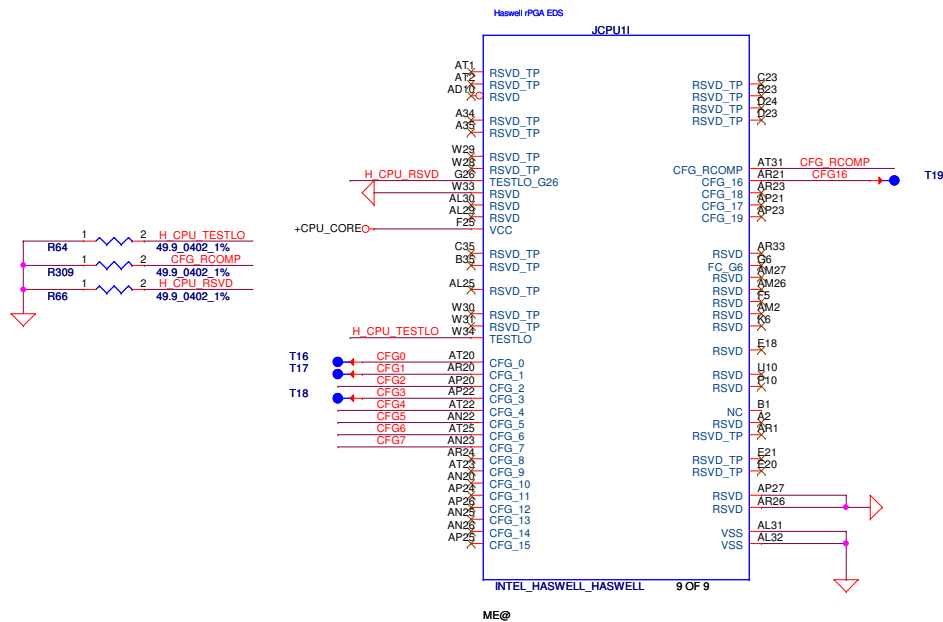 Haswell rPGA EDS
JCPU1I
AT1 RSVD_TP
AT2 RSVD_TP
AD10 RSVD
A34 RSVD_TP
A35 RSVD_TP
W29 RSVD_TP
W28 RSVD_TP
H_CPU_RSVD G26 TESTLO_G26
W33 RSVD
AL30 RSVD
AL29 RSVD
+CPU_CORE F25 VCC
C35 RSVD_TP
B35 RSVD_TP
AL25 RSVD_TP
W30 RSVD_TP
W31 RSVD_TP
H_CPU_TESTLO W34 TESTLO
T16 CFG0 AT20 CFG_0
T17 CFG1 AR20 CFG_1
CFG2 AP20 CFG_2
T18 CFG3 AP22 CFG_3
CFG4 AT22 CFG_4
CFG5 AN22 CFG_5
CFG6 AT25 CFG_6
CFG7 AN23 CFG_7
AR24 CFG_8
AT23 CFG_9
AN20 CFG_10
AP24 CFG_11
AP26 CFG_12
AN25 CFG_13
AN26 CFG_14
AP25 CFG_15
RSVD_TP C23
RSVD_TP B23
RSVD_TP D24
RSVD_TP D23
CFG_RCOMP AT31 CFG_RCOMP
CFG_16 AR21 CFG16 T19
CFG_18 AR23
CFG_17 AP21
CFG_19 AP23
RSVD AR33
FC_G6 G6
RSVD AM27
RSVD AM26
RSVD F5
RSVD AM2
RSVD K6
RSVD E18
RSVD U10
RSVD P10
NC B1
RSVD A2
RSVD_TP AR1
RSVD_TP E21
RSVD_TP E20
RSVD AP27
RSVD AR26
VSS AL31
VSS AL32
R64 1 2 H_CPU_TESTLO
49.9_0402_1%
R309 1 2 CFG_RCOMP
49.9_0402_1%
R66 1 2 H_CPU_RSVD
49.9_0402_1%
INTEL_HASWELL_HASWELL 9 OF 9
ME@